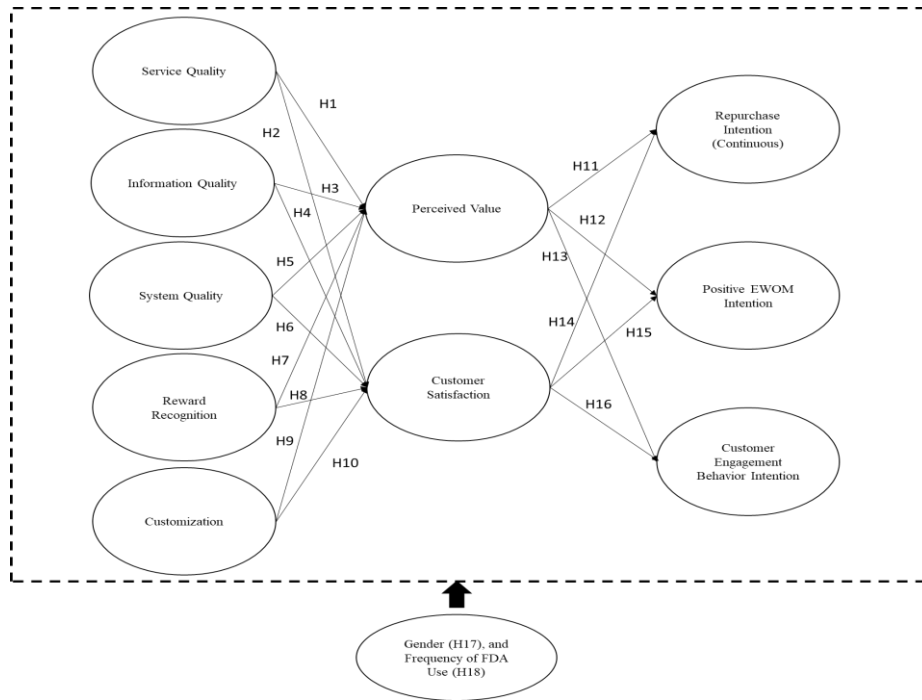 Service Quality
Information Quality
System Quality
Reward
Recognition
Customization
H1
H2
H3
H4
H5
H6
H7
H8
H9
H10
Perceived Value
Customer
Satisfaction
H11
H12
H13
H14
H15
H16
Repurchase
Intention
(Continuous)
Positive EWOM
Intention
Customer
Engagement
Behavior Intention
Gender (H17), and
Frequency of FDA
Use (H18)